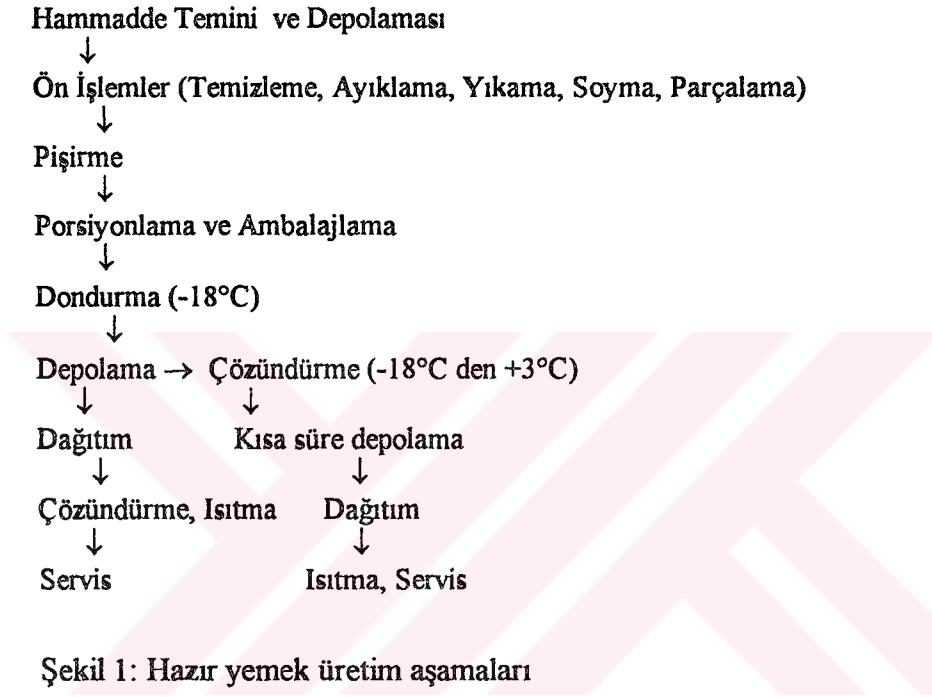 Hammadde Temini ve Depolaması
↓
Ön İşlemler (Temizleme, Ayıklama, Yıkama, Soyma, Parçalama)
↓
Pişirme
↓
Porsiyonlama ve Ambalajlama
↓
Dondurma (-18°C)
↓
Depolama → Çözündürme (-18°C den +3°C)
↓ ↓
Dağıtım Kısa süre depolama
↓ ↓
Çözündürme, Isıtma Dağıtım
↓ ↓
Servis Isıtma, Servis
Şekil 1: Hazır yemek üretim aşamaları